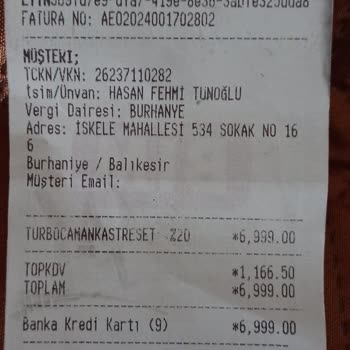 FATURA NO: AE02024001702802
MÜŞTERİ;
TCKN/VKN: 26237110282
İsim/Ünvan: HASAN FEHMİ TUNOĞLU
Vergi Dairesi: BURHANYE
Adres: İSKELE MAHALLESİ 534 SOKAK NO 16
6
Burhaniye / Balıkesir
Müşteri Email:
TURBOCAMANKASTRESET %20 *6,999.00
TOPKDV *1,166.50
TOPLAM *6,999.00
Banka Kredi Kartı (9) *6,999.00